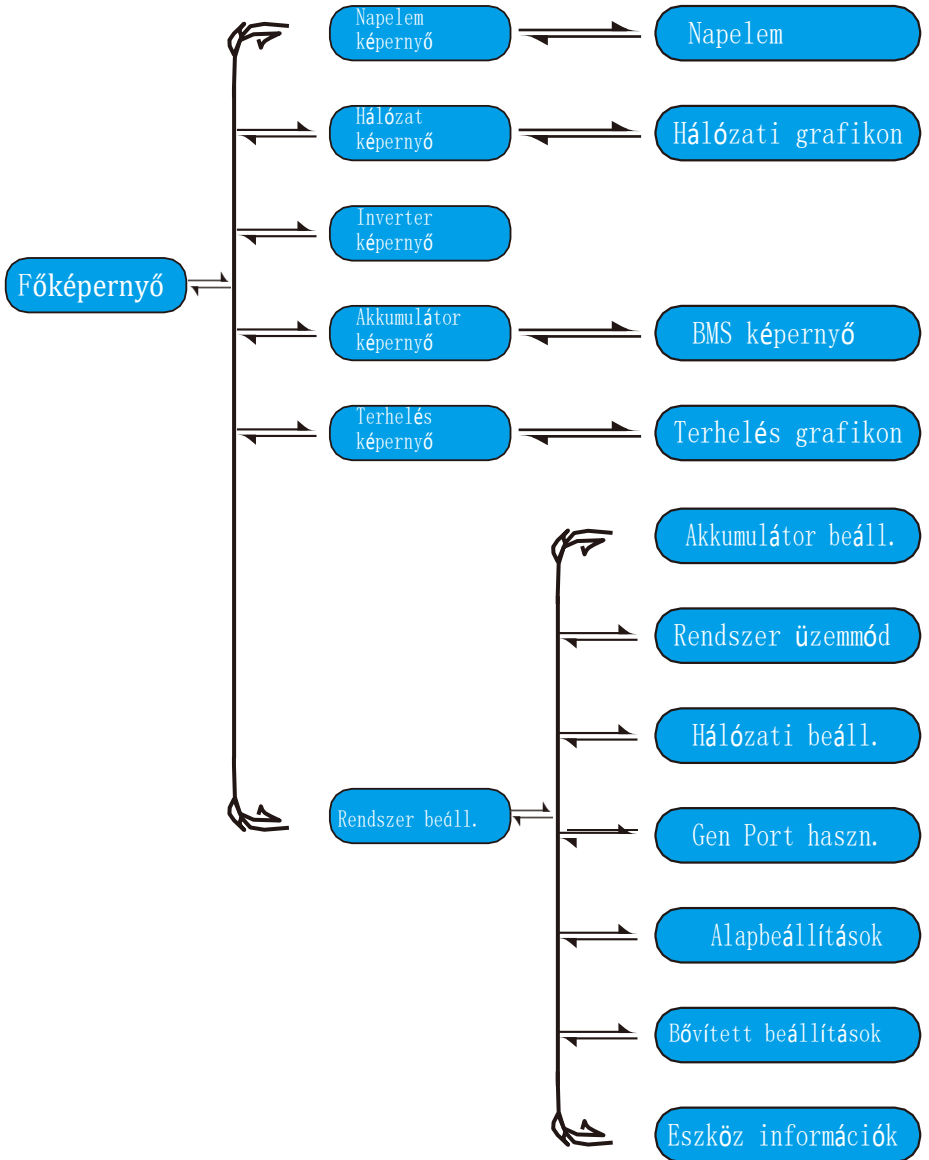 Napelem
képernyő
Napelem
Hálózat
képernyő
Hálózati grafikon
Inverter
képernyő
Főképernyő
Akkumulátor
képernyő
BMS képernyő
Terhelés
képernyő
Terhelés grafikon
Akkumulátor beáll.
Rendszer üzemmód
Hálózati beáll.
Rendszer beáll.
Gen Port haszn.
Alapbeállítások
Bővített beállítások
Eszköz információk